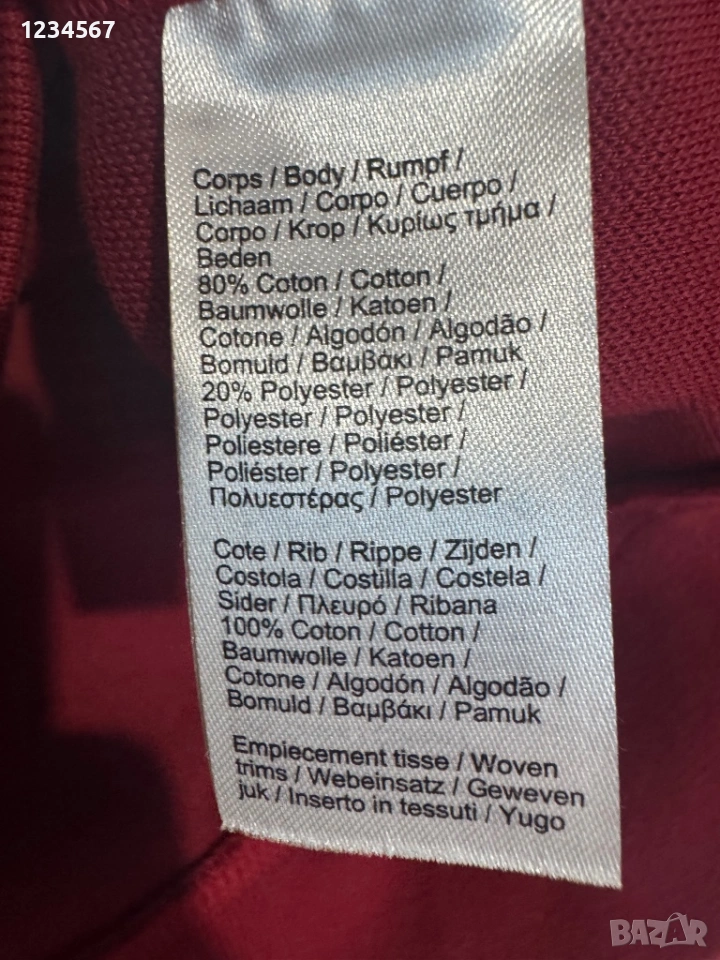 1234567
Corps / Body / Rumpf /
Lichaam / Corpo / Cuerpo /
Corpo / Krop / Κυρίως τμήμα /
Beden
80% Coton / Cotton /
Baumwolle / Katoen /
Cotone / Algodón / Algodão /
Bomuld / Βαμβάκι / Pamuk
20% Polyester / Polyester /
Polyester / Polyester /
Poliestere / Poliéster /
Poliéster / Polyester /
Πολυεστέρας / Polyester
Cote / Rib / Rippe / Zijden /
Costola / Costilla / Costela /
Sider / Πλευρό / Ribana
100% Coton / Cotton /
Baumwolle / Katoen /
Cotone / Algodón / Algodão /
Bomuld / Βαμβάκι / Pamuk
Empiecement tisse / Woven
trims / Webeinsatz / Geweven
juk / Inserto in tessuti / Yugo
BAZAR